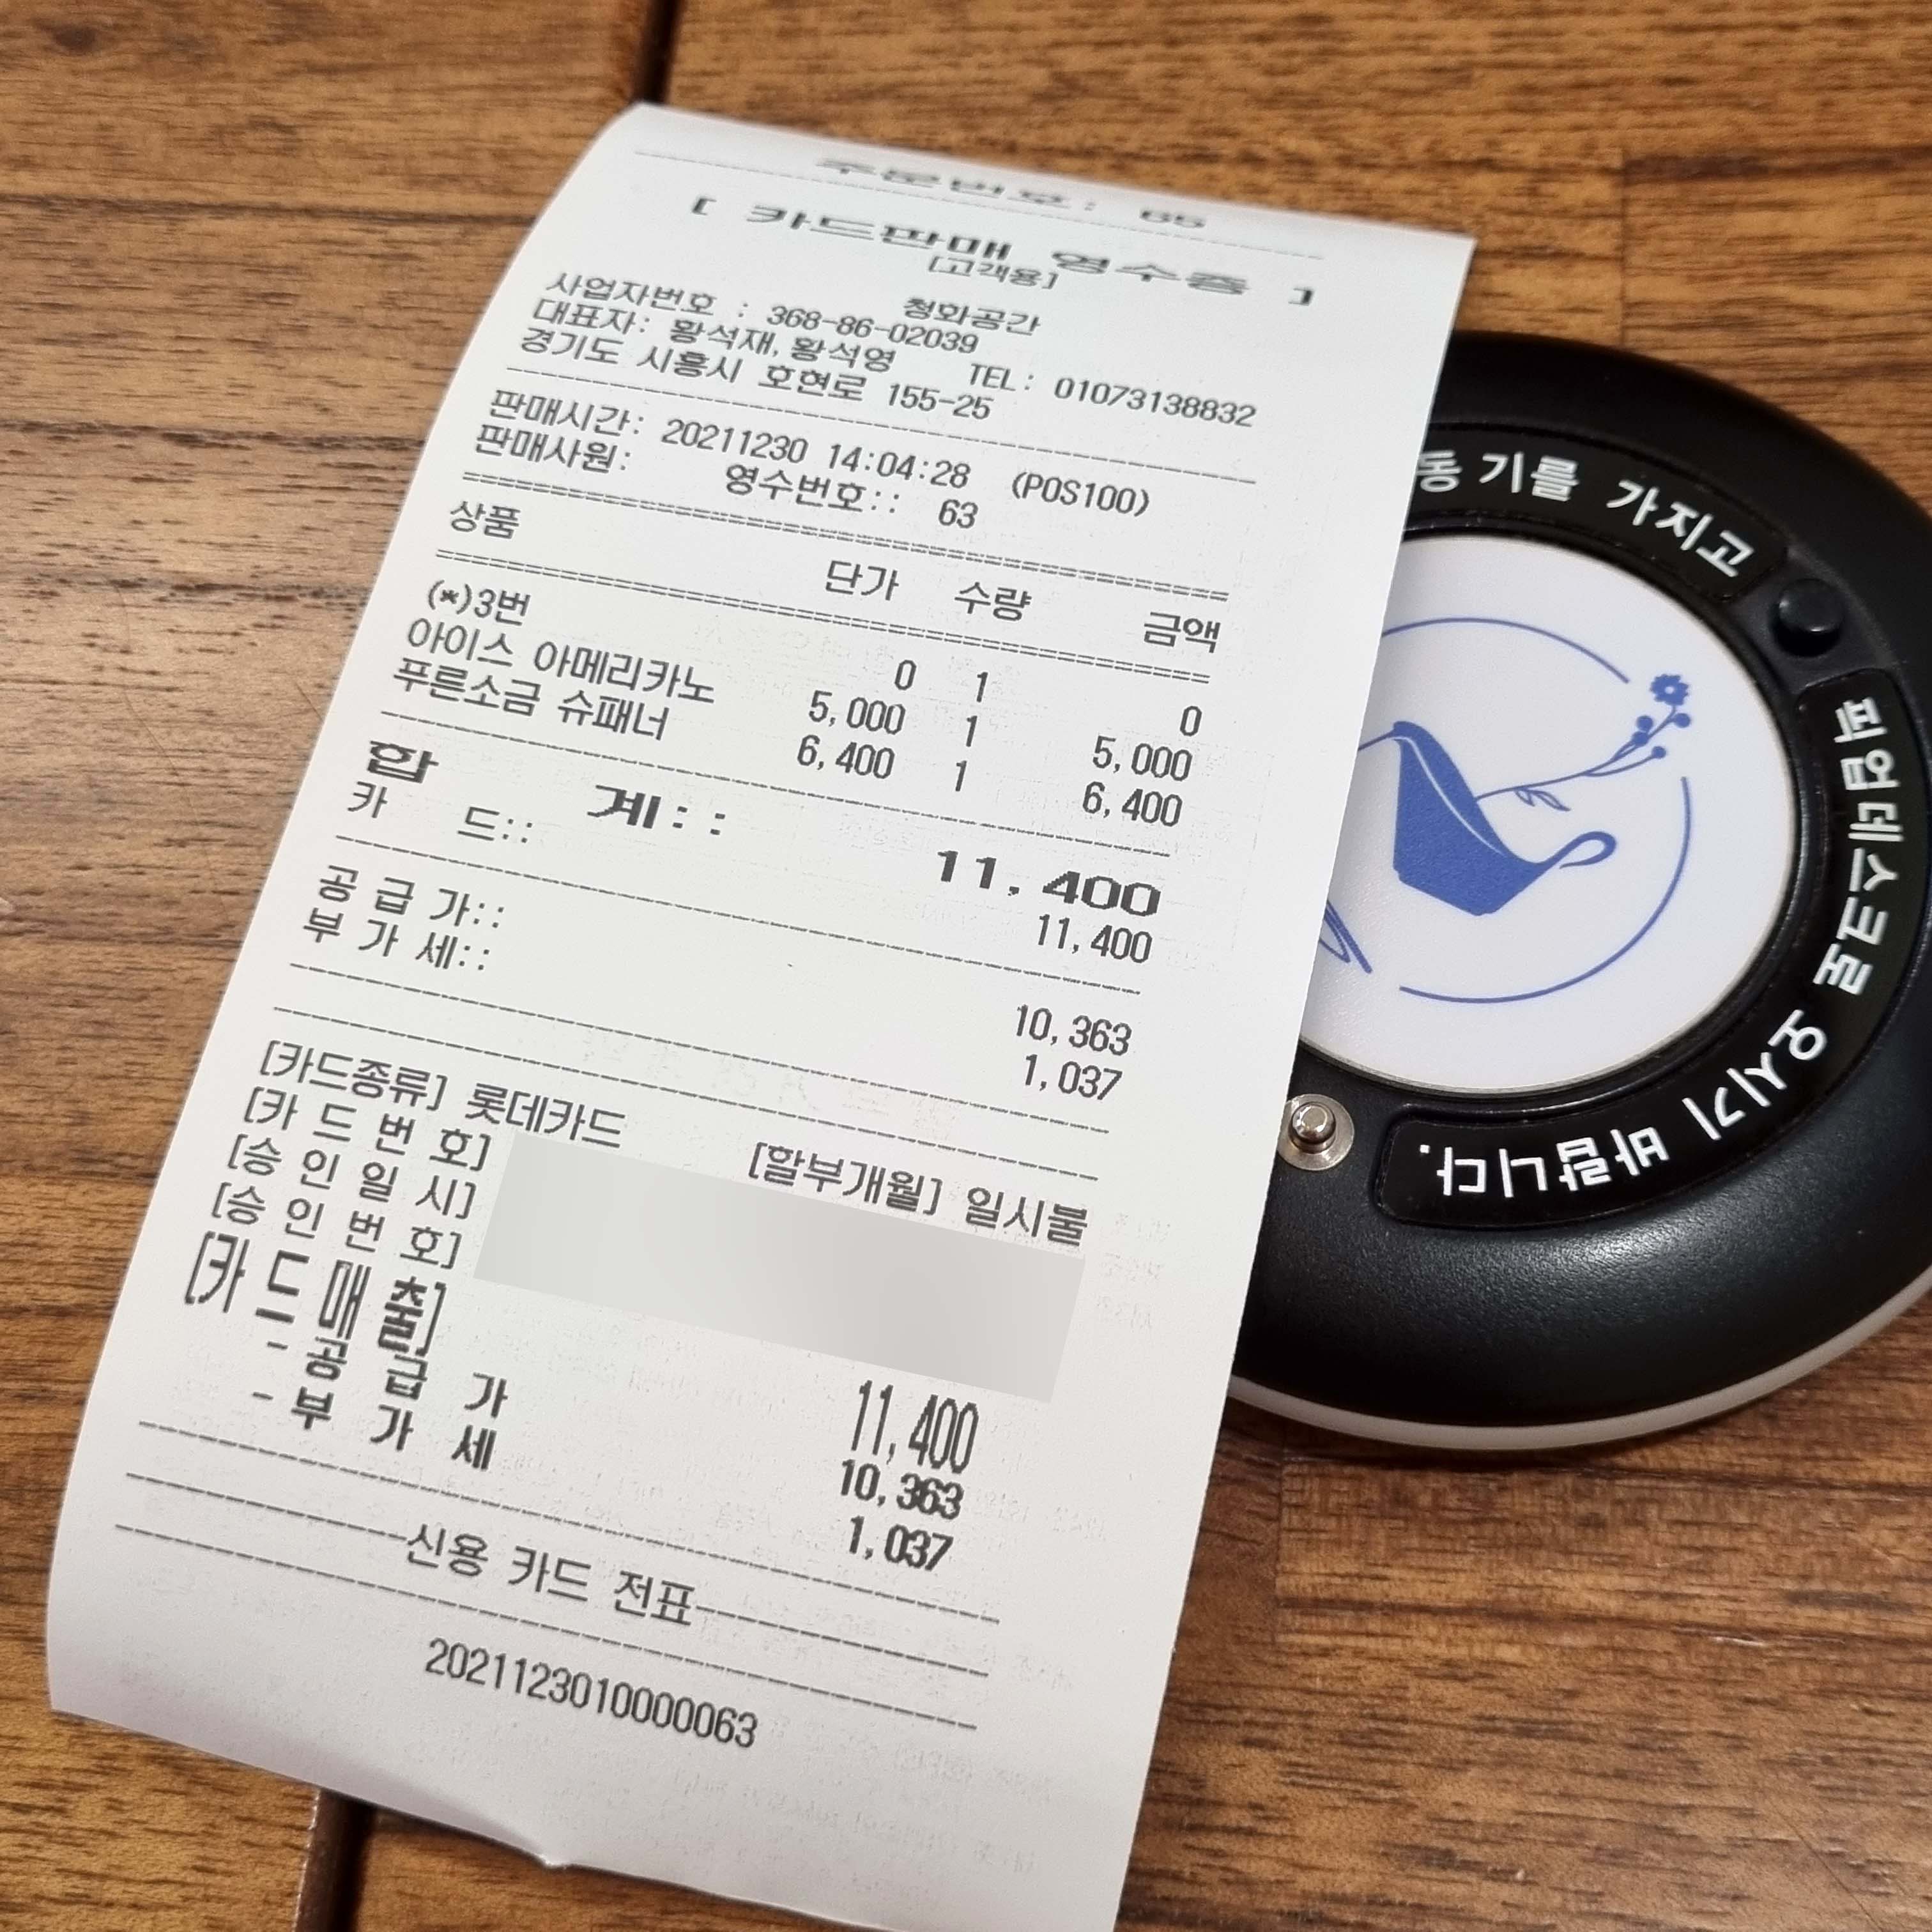 주문번호: 65
[ 카드판매 영수증 ]
[고객용]
청화공간
사업자번호 : 368-86-02039
대표자: 황석재,황석영 TEL: 01073138832
경기도 시흥시 호현로 155-25
판매시간: 20211230 14:04:28 (POS100)
판매사원: 영수번호:: 63
상품 단가 수량 금액
(*)3번 0 1 0
아이스 아메리카노 5,000 1 5,000
푸른소금 슈패너 6,400 1 6,400
합 계:: 11,400
카 드:: 11,400
공 급 가:: 10,363
부 가 세:: 1,037
[카드종류] 롯데카드 [할부개월] 일시불
[카 드 번 호]
[승 인 일 시]
[승 인 번 호]
[카 드 매 출] 11,400
- 공 급 가 10,363
- 부 가 세 1,037
신용 카드 전표
2021123010000063
동기를 가지고
픽업데스크로 오시기 바랍니다.